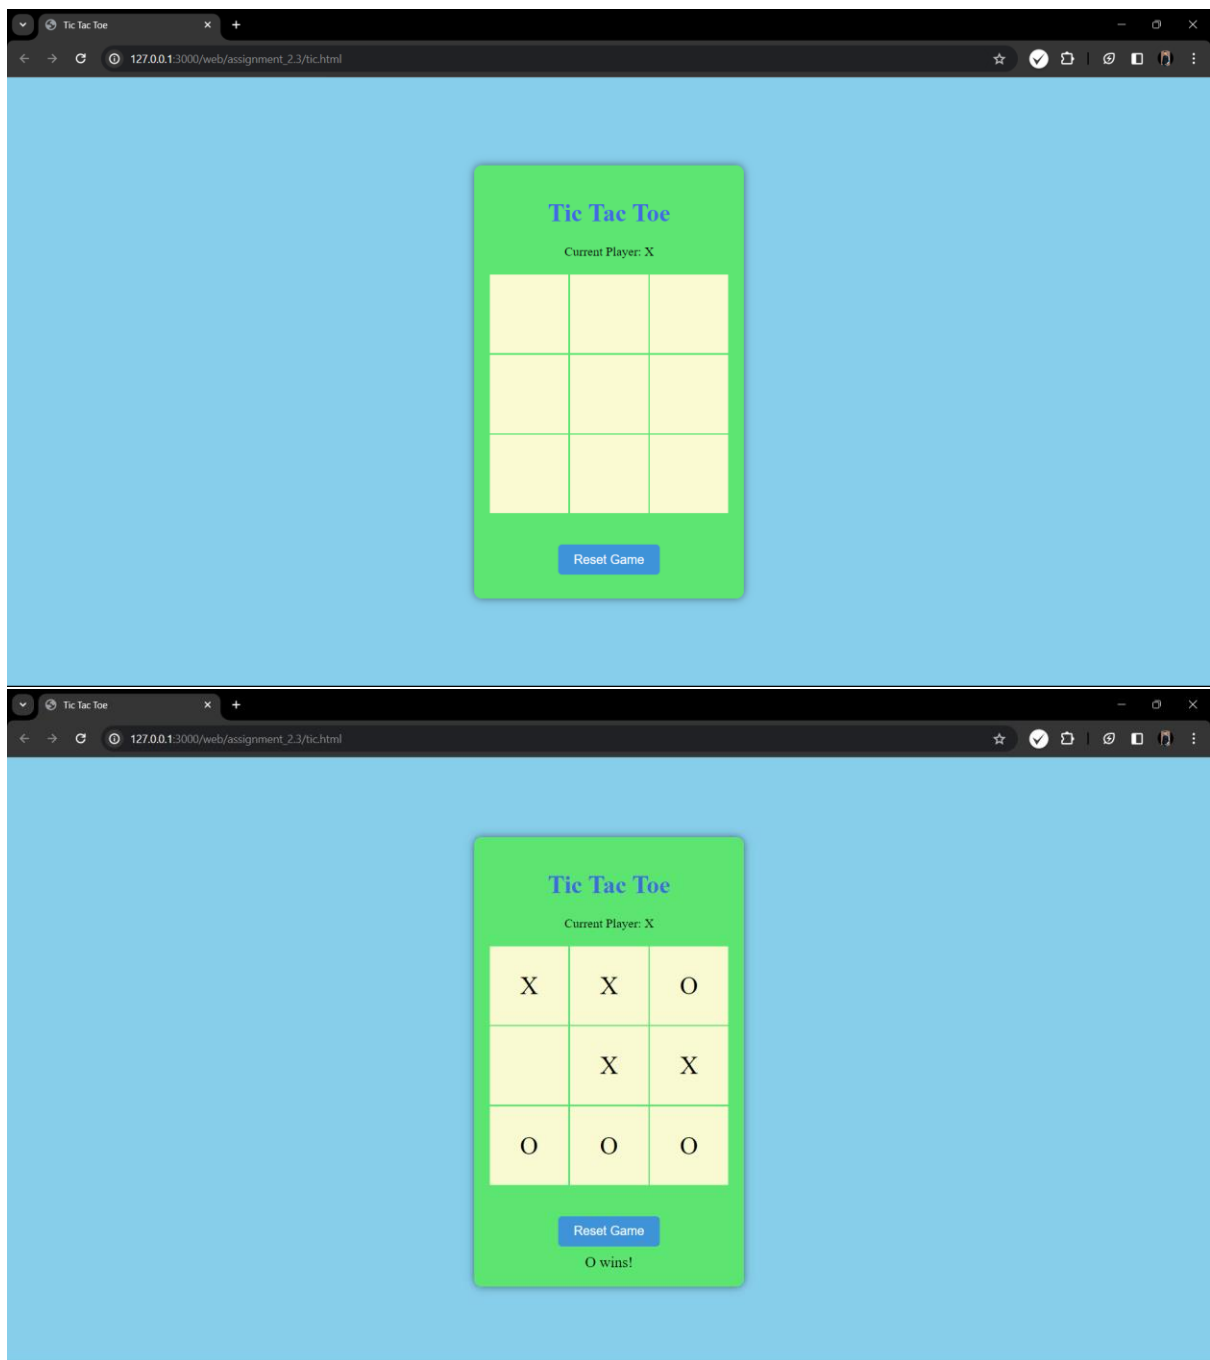 Tic Tac Toe
127.0.0.1:3000/web/assignment_2.3/tic.html
Tic Tac Toe
Current Player: X
Reset Game
Tic Tac Toe
127.0.0.1:3000/web/assignment_2.3/tic.html
Tic Tac Toe
Current Player: X
X X O
X X
O O O
Reset Game
O wins!